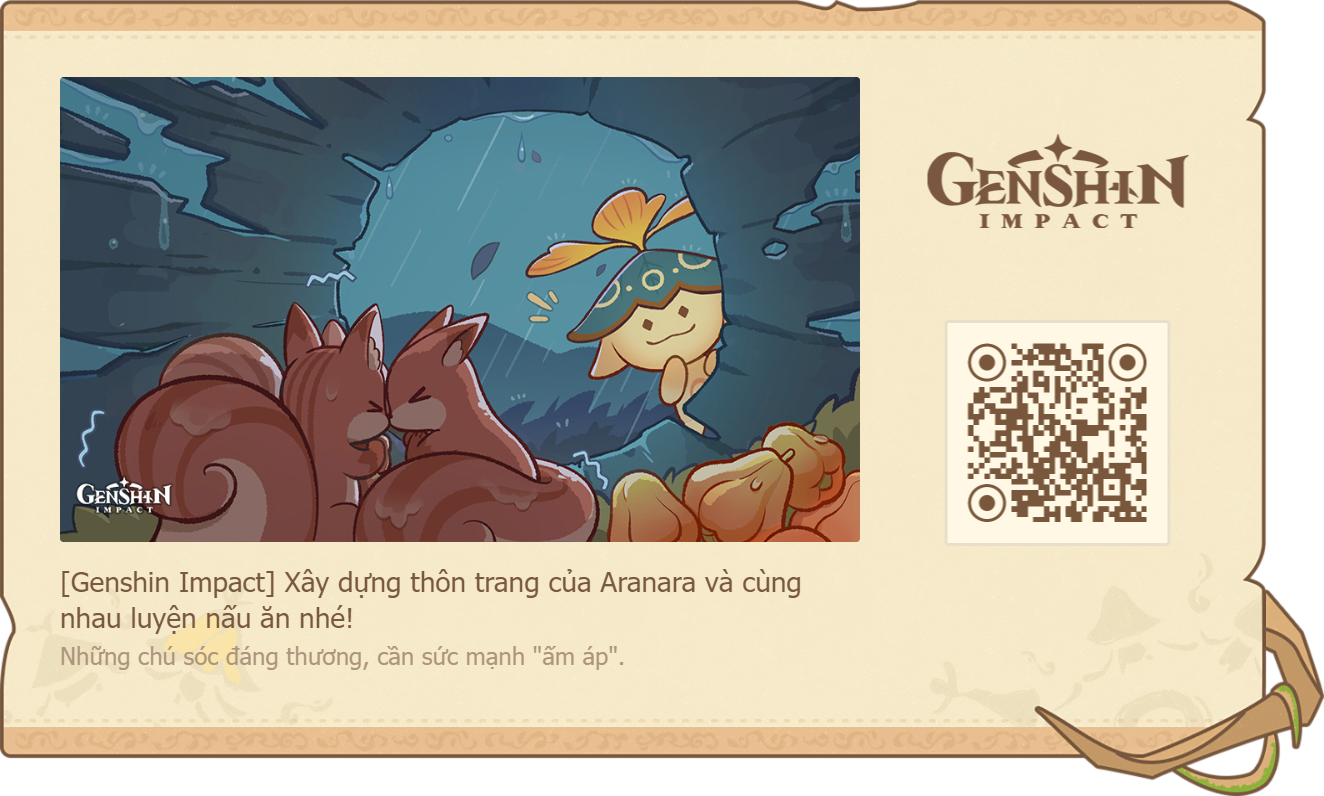 GENSHIN
IMPACT
GENSHIN
IMPACT
[Genshin Impact] Xây dựng thôn trang của Aranara và cùng
nhau luyện nấu ăn nhé!
Những chú sóc đáng thương, cần sức mạnh "ấm áp".